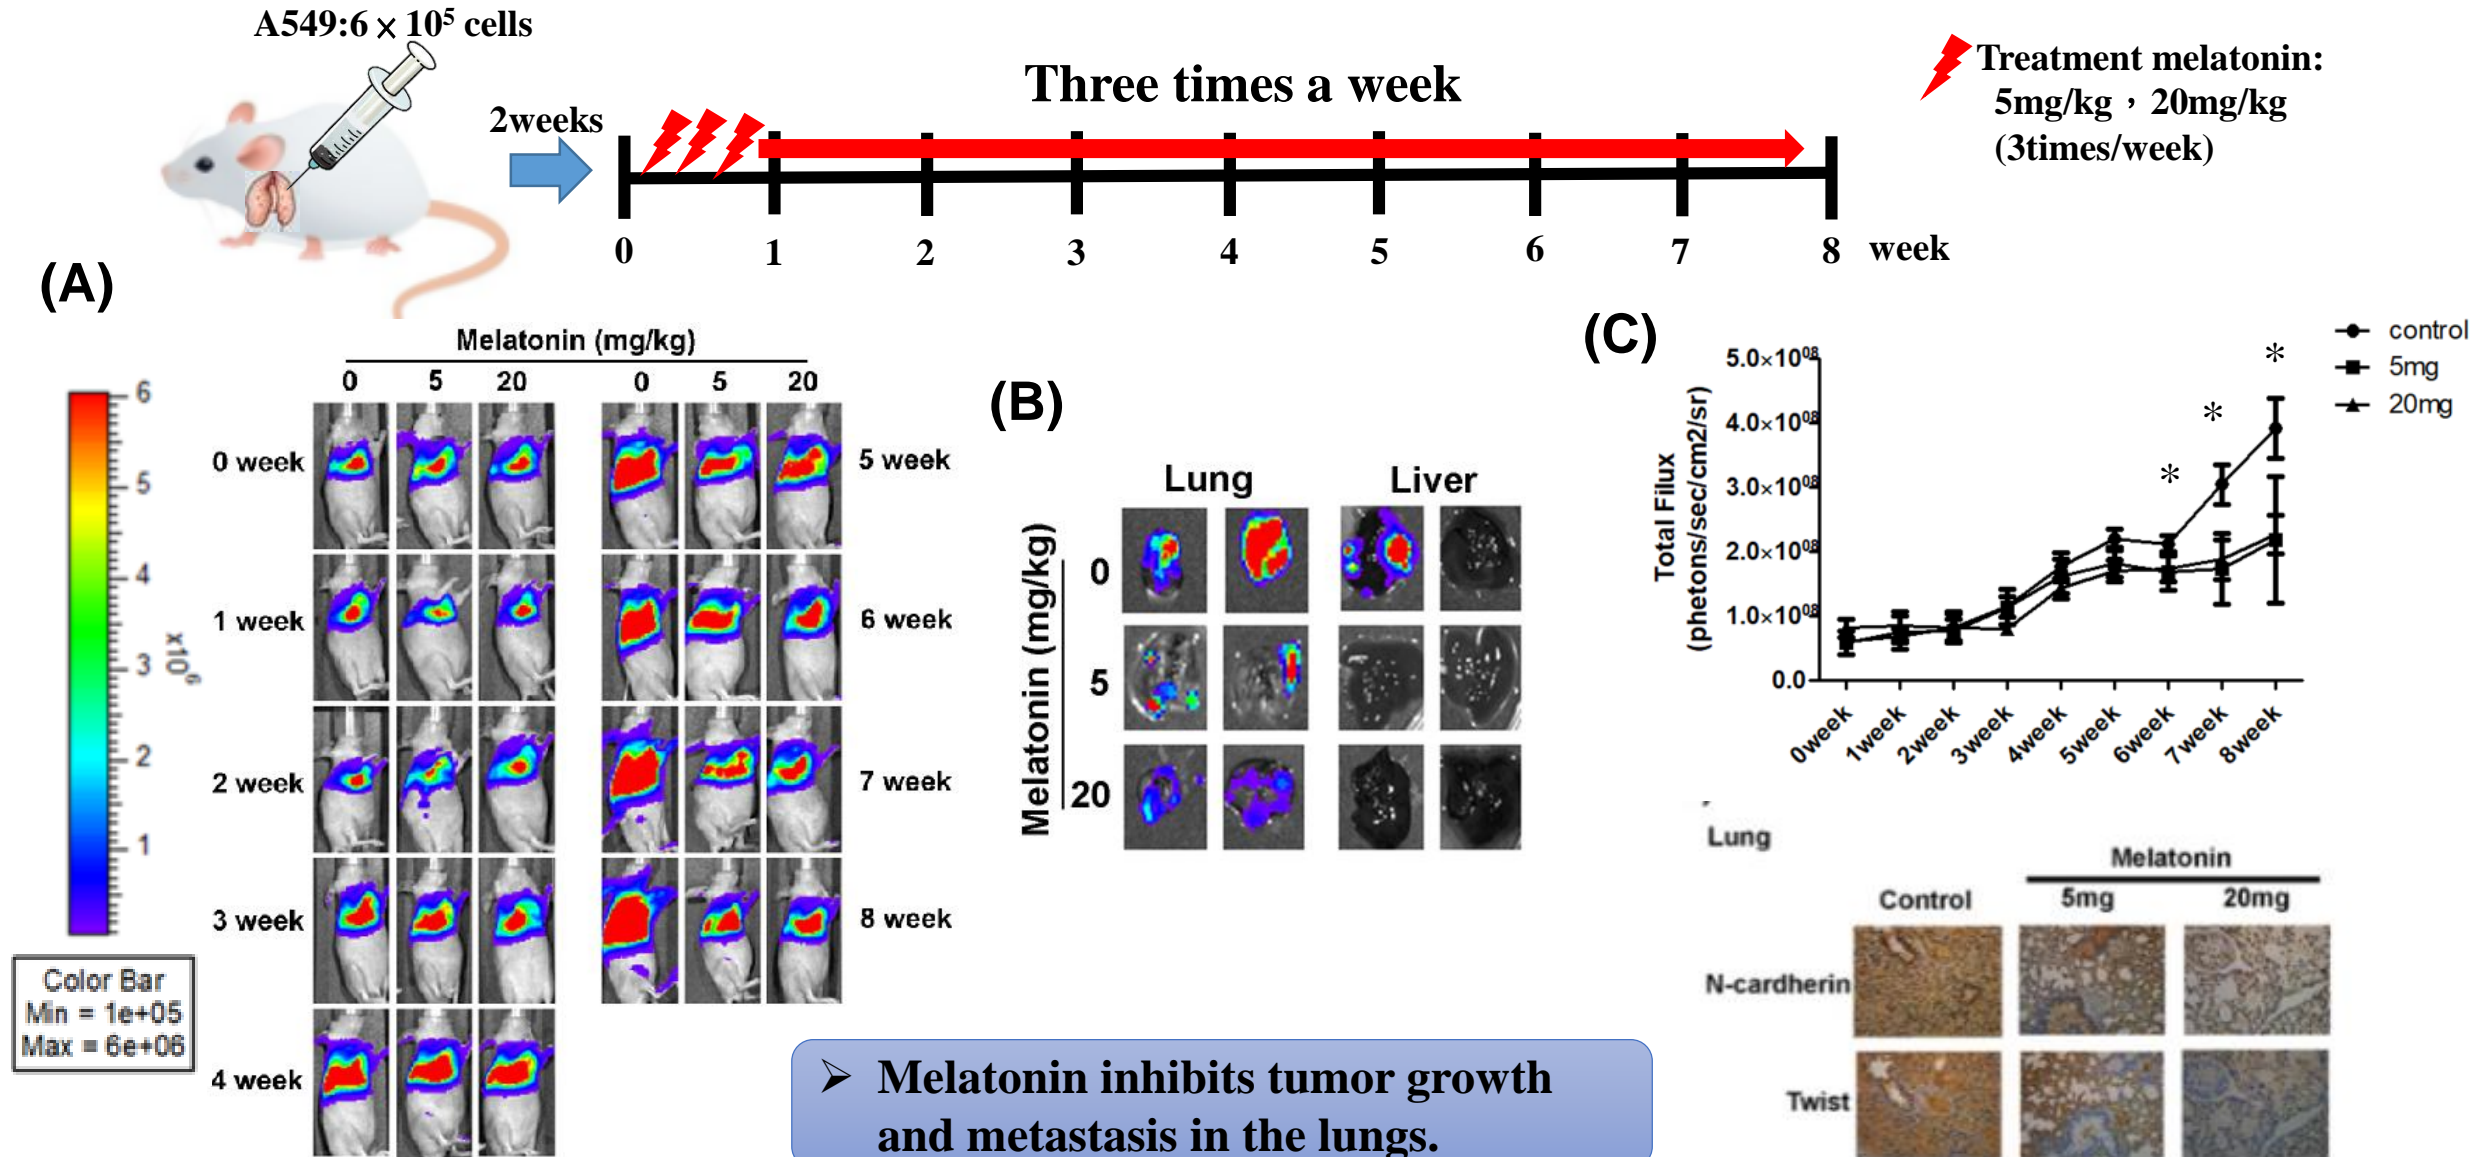 A549:6 × 10⁵ cells
2weeks
Three times a week
Treatment melatonin:
5mg/kg，20mg/kg
(3times/week)
0 1 2 3 4 5 6 7 8 week
(A)
Melatonin (mg/kg)
0 5 20 0 5 20
6
5
4
3
2
1
x10⁶
Color Bar
Min = 1e+05
Max = 6e+06
0 week
5 week
1 week
6 week
2 week
7 week
3 week
8 week
4 week
(B)
Lung Liver
Melatonin (mg/kg)
0
5
20
(C)
control
5mg
20mg
Total Filux
(phetons/sec/cm2/sr)
5.0×10⁰⁸
4.0×10⁰⁸
3.0×10⁰⁸
2.0×10⁰⁸
1.0×10⁰⁸
0.0
* * *
0week 1week 2week 3week 4week 5week 6week 7week 8week
Lung
Melatonin
Control 5mg 20mg
N-cardherin
Twist
➢ Melatonin inhibits tumor growth
and metastasis in the lungs.